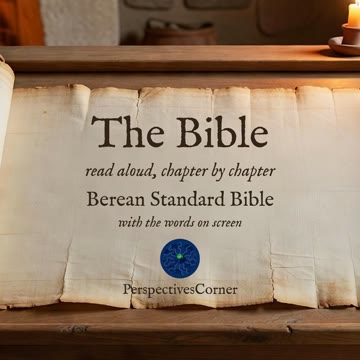 The Bible
read aloud, chapter by chapter
Berean Standard Bible
with the words on screen
PerspectivesCorner